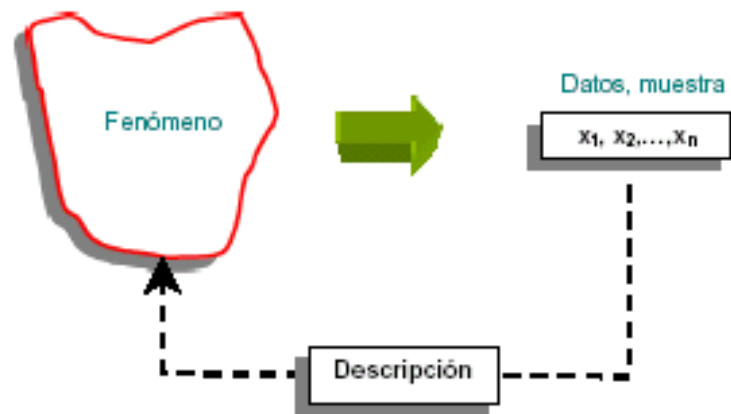 Fenómeno
Datos, muestra
x₁, x₂,...,xₙ
Descripción